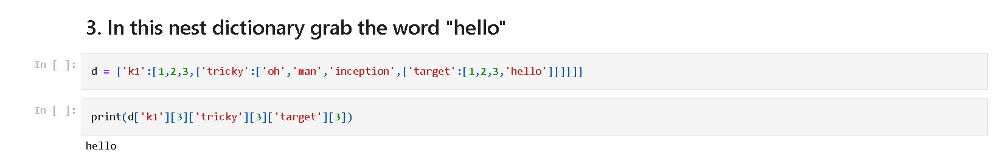 3. In this nest dictionary grab the word "hello"
In [ ]:
d = {'k1':[1,2,3,{'tricky':['oh','man','inception',{'target':[1,2,3,'hello']}]}]}
In [ ]:
print(d['k1'][3]['tricky'][3]['target'][3])
hello